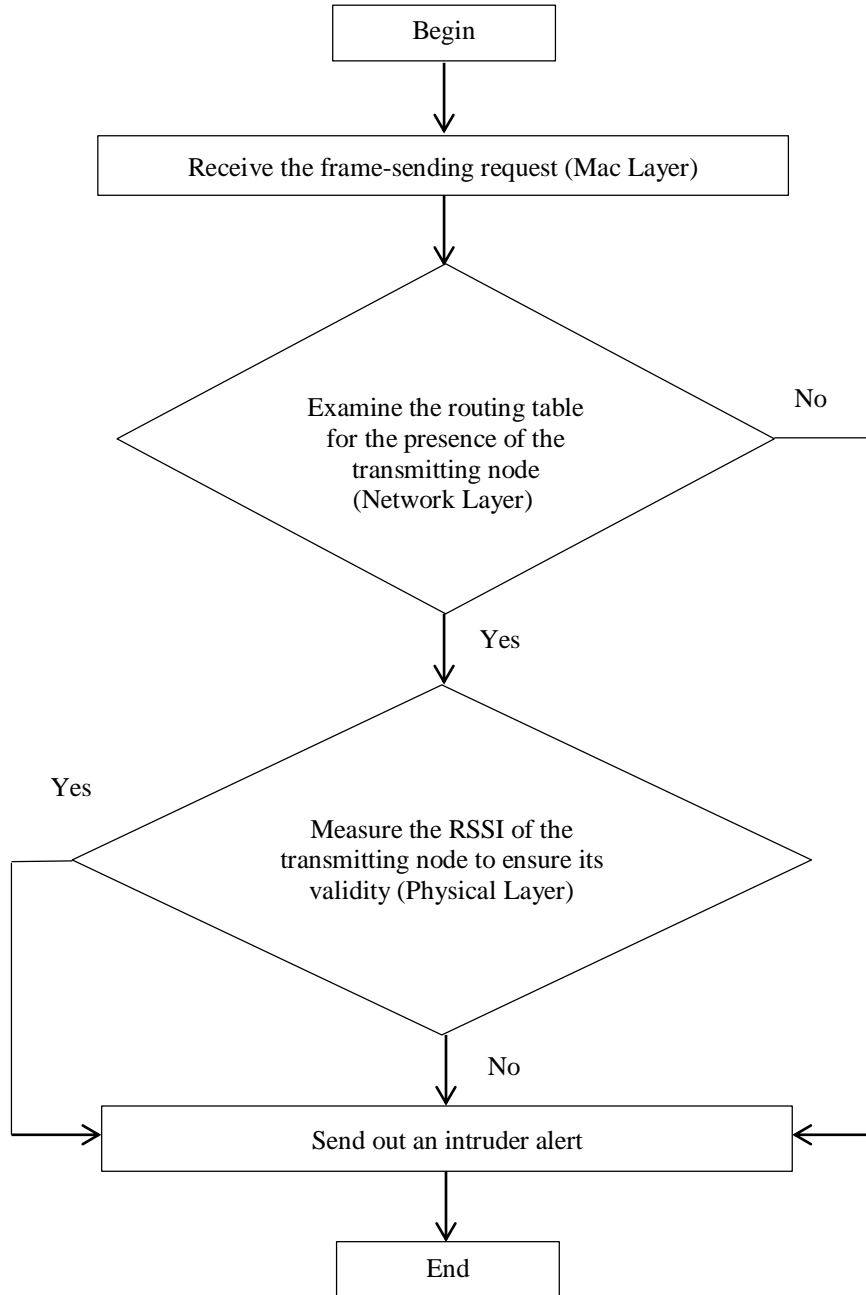 Begin
Receive the frame-sending request (Mac Layer)
Examine the routing table
for the presence of the
transmitting node
(Network Layer)
No
Yes
Yes
Measure the RSSI of the
transmitting node to ensure its
validity (Physical Layer)
No
Send out an intruder alert
End